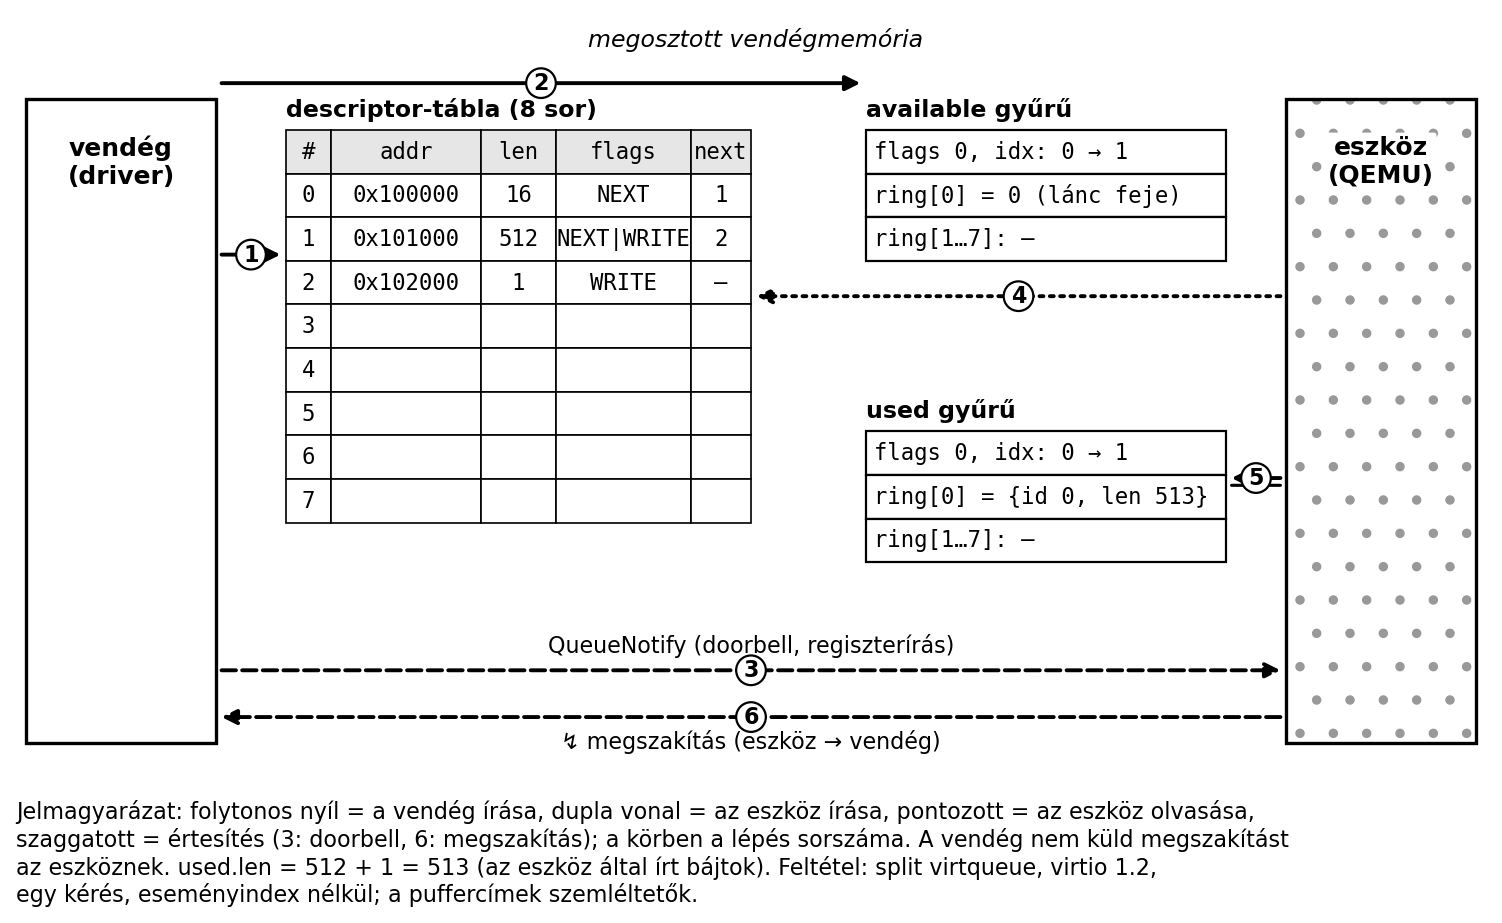 megosztott vendégmemória
2
vendég
(driver)
descriptor-tábla (8 sor)
# addr len flags next
0 0x100000 16 NEXT 1
1 0x101000 512 NEXT|WRITE 2
2 0x102000 1 WRITE –
3
4
5
6
7
1
available gyűrű
flags 0, idx: 0 → 1
ring[0] = 0 (lánc feje)
ring[1…7]: –
4
used gyűrű
flags 0, idx: 0 → 1
ring[0] = {id 0, len 513}
ring[1…7]: –
5
eszköz
(QEMU)
QueueNotify (doorbell, regiszterírás)
3
6
↯ megszakítás (eszköz → vendég)
Jelmagyarázat: folytonos nyíl = a vendég írása, dupla vonal = az eszköz írása, pontozott = az eszköz olvasása,
szaggatott = értesítés (3: doorbell, 6: megszakítás); a körben a lépés sorszáma. A vendég nem küld megszakítást
az eszköznek. used.len = 512 + 1 = 513 (az eszköz által írt bájtok). Feltétel: split virtqueue, virtio 1.2,
egy kérés, eseményindex nélkül; a puffercímek szemléltetők.